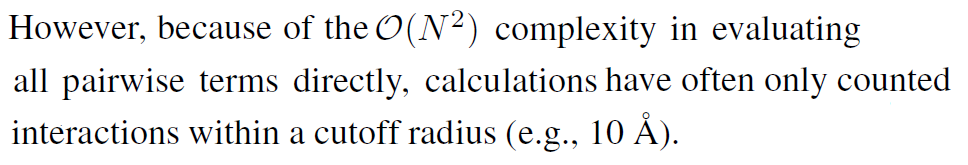 However, because of the 𝒪(N²) complexity in evaluating
all pairwise terms directly, calculations have often only counted
interactions within a cutoff radius (e.g., 10 Å).